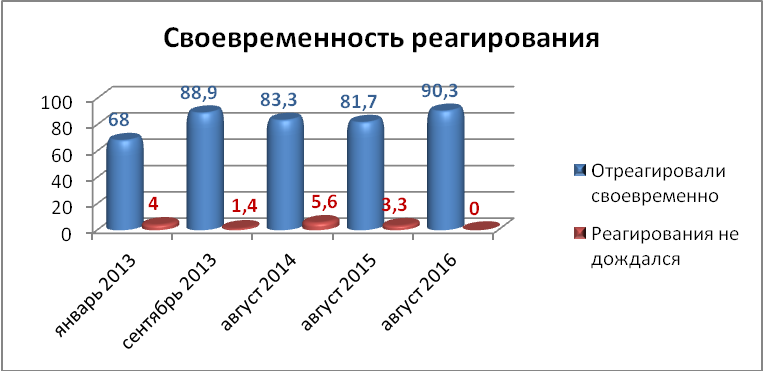 Своевременность реагирования
68
88,9
83,3
81,7
90,3
4
1,4
5,6
3,3
0
100
80
60
40
20
0
январь 2013
сентябрь 2013
август 2014
август 2015
август 2016
Отреагировали
своевременно
Реагирования не
дождался